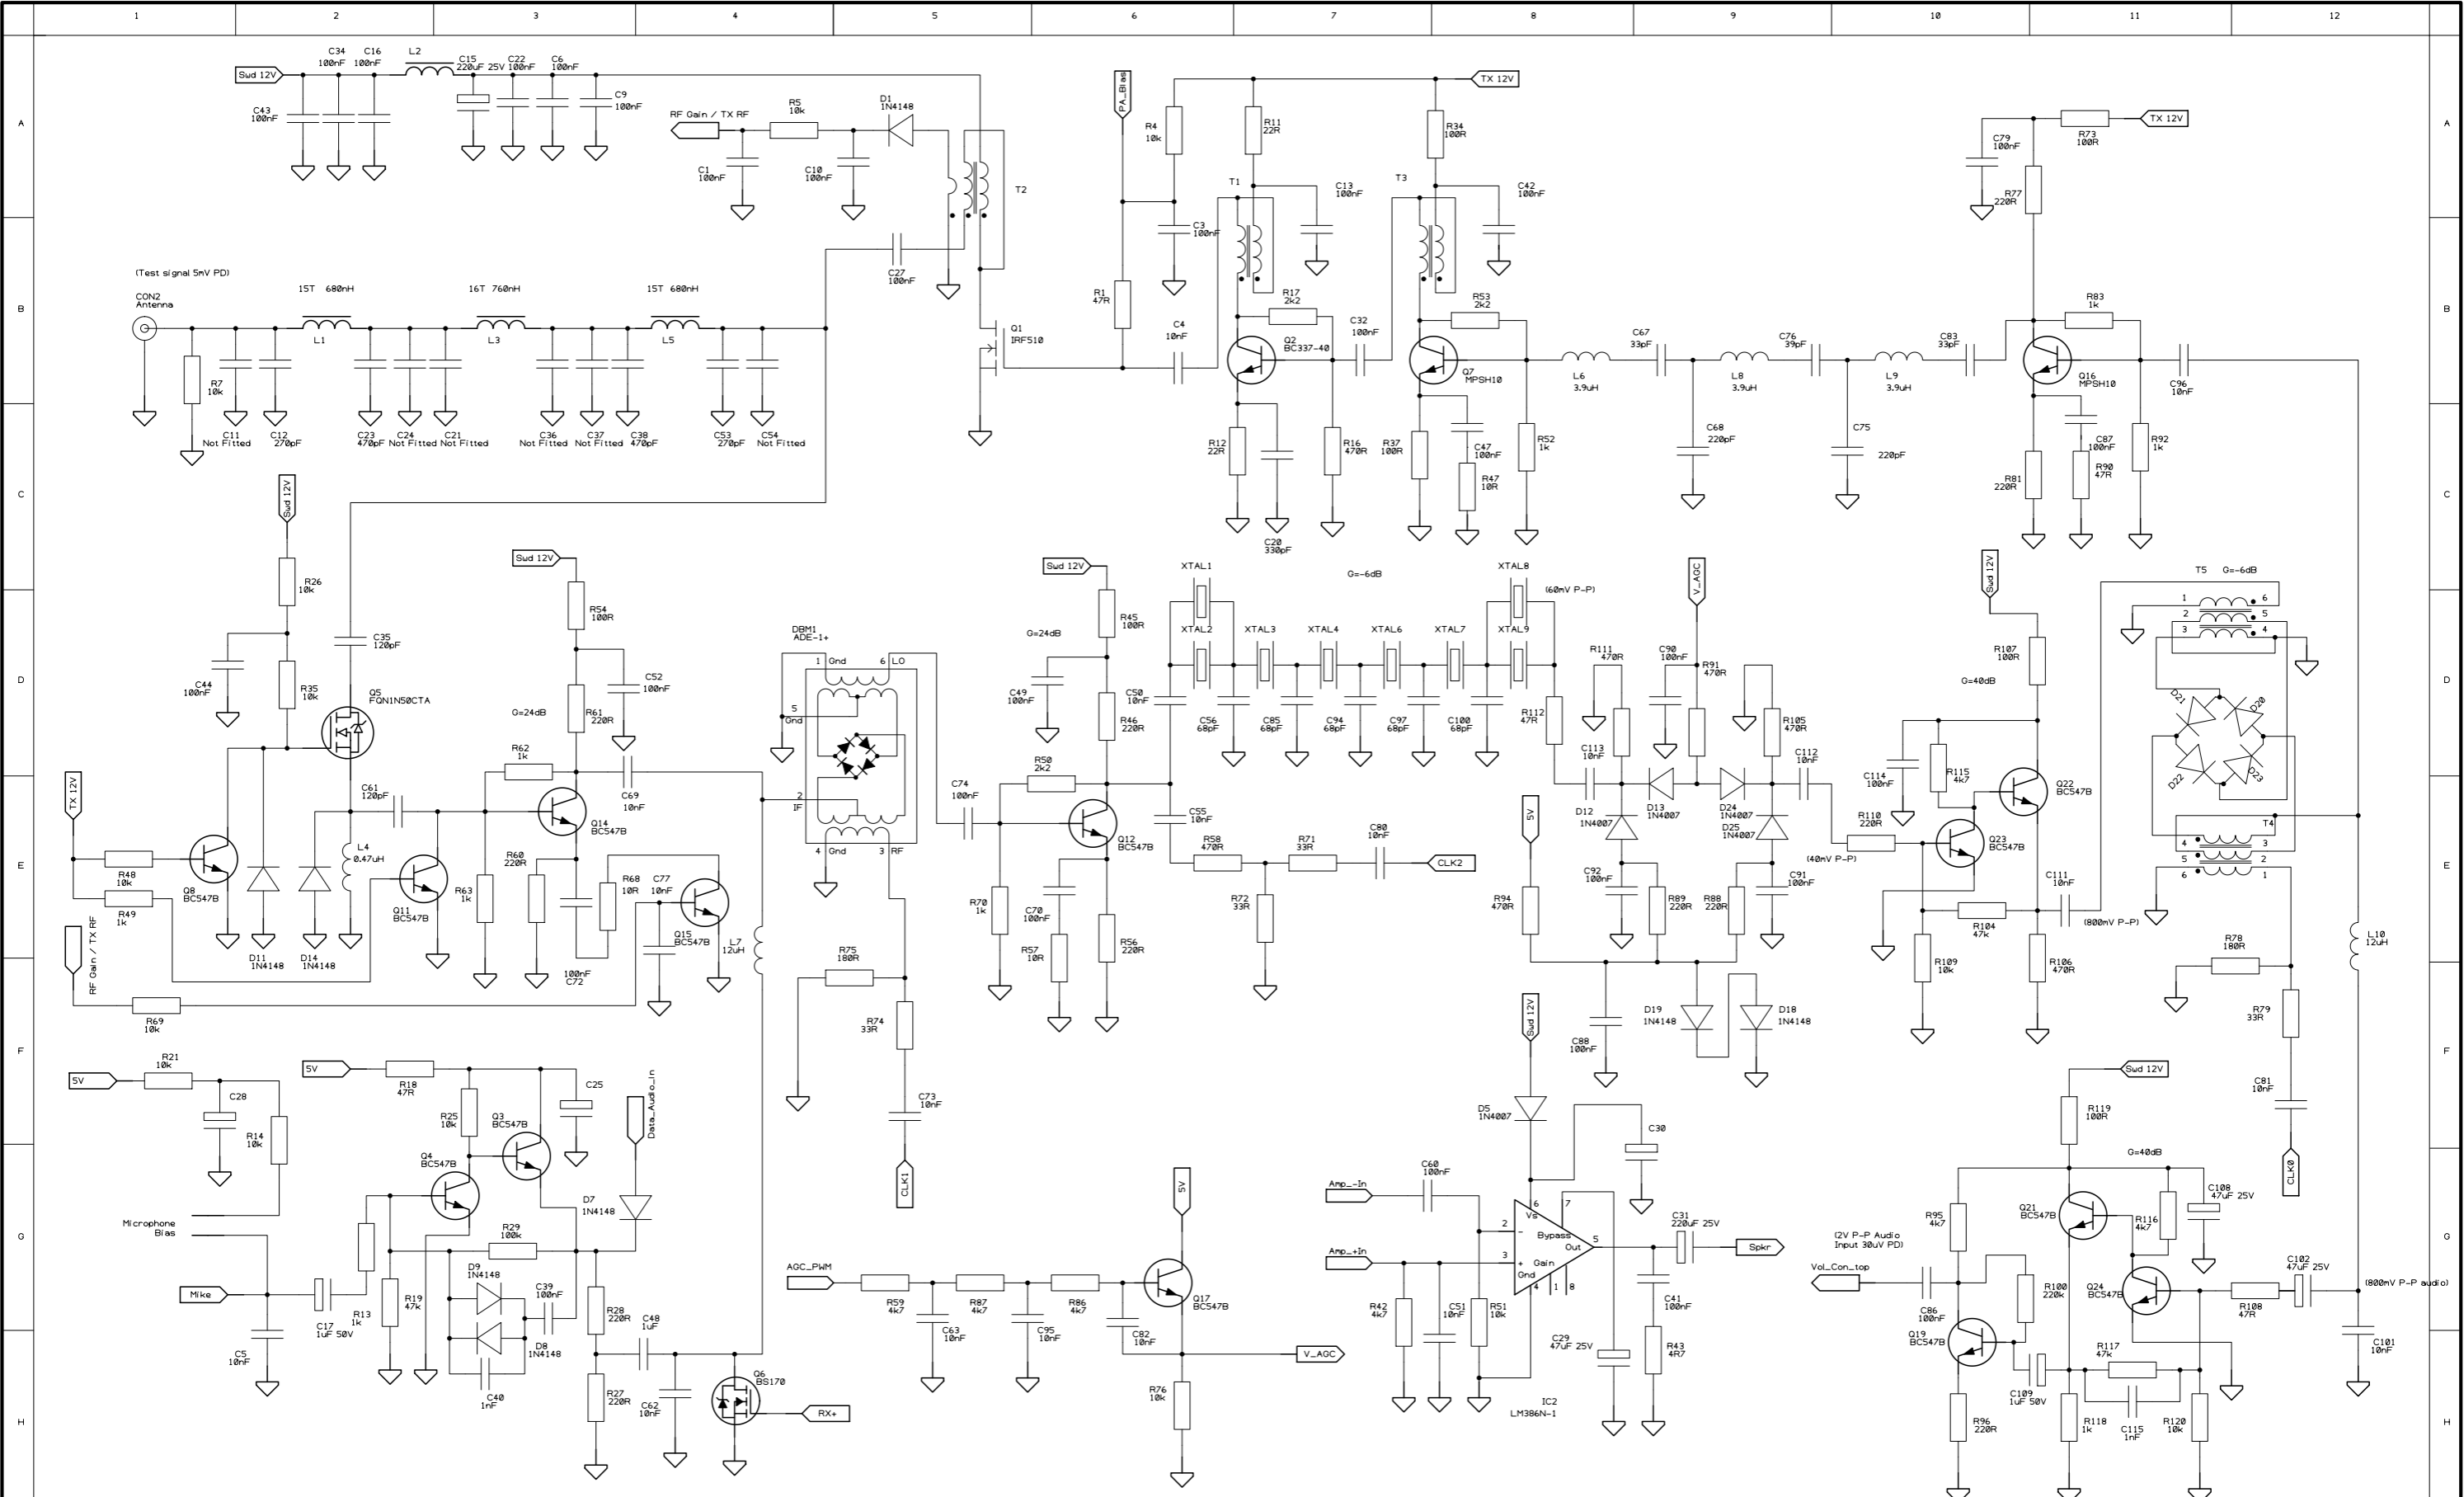 1 2 3 4 5 6 7 8 9 10 11 12
A
A
Swd 12V
C43
100nF
C34
100nF
C16
100nF
L2
C15
220uF 25V
C22
100nF
C6
100nF
C9
100nF
RF Gain / TX RF
C1
100nF
R5
10k
C10
100nF
D1
1N4148
T2
PA_Bias
R4
10k
C3
100nF
R11
22R
T1
C13
100nF
T3
R34
100R
C42
100nF
TX 12V
C79
100nF
R77
220R
R73
100R
TX 12V
B
B
(Test signal 5mV PD)
CON2
Antenna
15T 680nH
L1
16T 760nH
L3
15T 680nH
L5
C27
100nF
Q1
IRF510
R1
47R
C4
10nF
R17
2k2
Q2
BC337-40
C32
100nF
R53
2k2
Q7
MPSH10
L6
3.9uH
C67
33pF
L8
3.9uH
C76
39pF
L9
3.9uH
C83
33pF
R83
1k
Q16
MPSH10
C96
10nF
R7
10k
C11
Not Fitted
C12
270pF
C23
470pF
C24
Not Fitted
C21
Not Fitted
C36
Not Fitted
C37
Not Fitted
C38
470pF
C53
270pF
C54
Not Fitted
R12
22R
C20
330pF
R16
470R
R37
100R
C47
100nF
R47
10R
R52
1k
C68
220pF
C75
220pF
R81
220R
C87
100nF
R90
47R
R92
1k
C
C
Swd 12V
R26
10k
C44
100nF
R35
10k
C35
120pF
Q5
FQN1N50CTA
Swd 12V
R54
100R
C52
100nF
G=24dB
R61
220R
R62
1k
C69
10nF
DBM1
ADE-1+
1 Gnd
6 LO
5
Gnd
2
IF
4 Gnd
3 RF
C74
100nF
Swd 12V
G=24dB
R45
100R
C49
100nF
R46
220R
C50
10nF
R50
2k2
XTAL1
XTAL2
XTAL3
XTAL4
XTAL6
XTAL7
XTAL8
XTAL9
G=-6dB
C56
68pF
C85
68pF
C94
68pF
C97
68pF
C100
68pF
(60mV P-P)
R112
47R
R111
470R
C113
10nF
V_AGC
C90
100nF
R91
470R
R105
470R
C112
10nF
Swd 12V
R107
100R
G=40dB
C114
100nF
R115
4k7
Q22
BC547B
T5 G=-6dB
1
2
3
6
5
4
D21
D20
D22
D23
D
D
TX 12V
R48
10k
R49
1k
Q8
BC547B
D11
1N4148
D14
1N4148
L4
0.47uH
C61
120pF
Q11
BC547B
R63
1k
Q14
BC547B
R60
220R
R68
10R
100nF
C72
C77
10nF
Q15
BC547B
L7
12uH
R70
1k
Q12
BC547B
C70
100nF
R57
10R
R56
220R
C55
10nF
R58
470R
R71
33R
R72
33R
C80
10nF
CLK2
5V
R94
470R
D12
1N4007
D13
1N4007
D24
1N4007
D25
1N4007
C92
100nF
R89
220R
R88
220R
C91
100nF
(40mV P-P)
R110
220R
Q23
BC547B
R104
47k
R109
10k
R106
470R
C111
10nF
(800mV P-P)
T4
4
5
6
3
2
1
R78
180R
L10
12uH
E
E
RF Gain / TX RF
R69
10k
R75
180R
R74
33R
C73
10nF
CLK1
Swd 12V
C88
100nF
D19
1N4148
D18
1N4148
R79
33R
C81
10nF
CLK0
F
F
5V
R21
10k
C28
R14
10k
Microphone
Bias
5V
R18
47R
R25
10k
Q3
BC547B
Q4
BC547B
C25
Data_Audio_In
D7
1N4148
R29
100k
D9
1N4148
C39
100nF
D8
1N4148
C40
1nF
Mike
C5
10nF
C17
1uF 50V
R13
1k
R19
47k
R28
220R
R27
220R
C48
1uF
C62
10nF
Q6
BS170
RX+
AGC_PWM
R59
4k7
C63
10nF
R87
4k7
C95
10nF
R86
4k7
C82
10nF
Q17
BC547B
5V
R76
10k
V_AGC
D5
1N4007
C30
Amp_-In
C60
100nF
Amp_+In
R42
4k7
C51
10nF
R51
10k
2
3
6
Vs
7
Bypass
Out
5
-
+
Gain
Gnd
4
1
8
IC2
LM386N-1
C29
47uF 25V
C31
220uF 25V
C41
100nF
R43
4R7
Spkr
Swd 12V
R119
100R
G=40dB
R95
4k7
Q21
BC547B
R116
4k7
C108
47uF 25V
(2V P-P Audio
Input 30uV PD)
Vol_Con_top
C86
100nF
R100
220k
Q19
BC547B
R96
220R
C109
1uF 50V
R118
1k
R117
47k
C115
1nF
R120
10k
Q24
BC547B
R108
47R
C102
47uF 25V
(800mV P-P audio)
C101
10nF
G
G
H
H